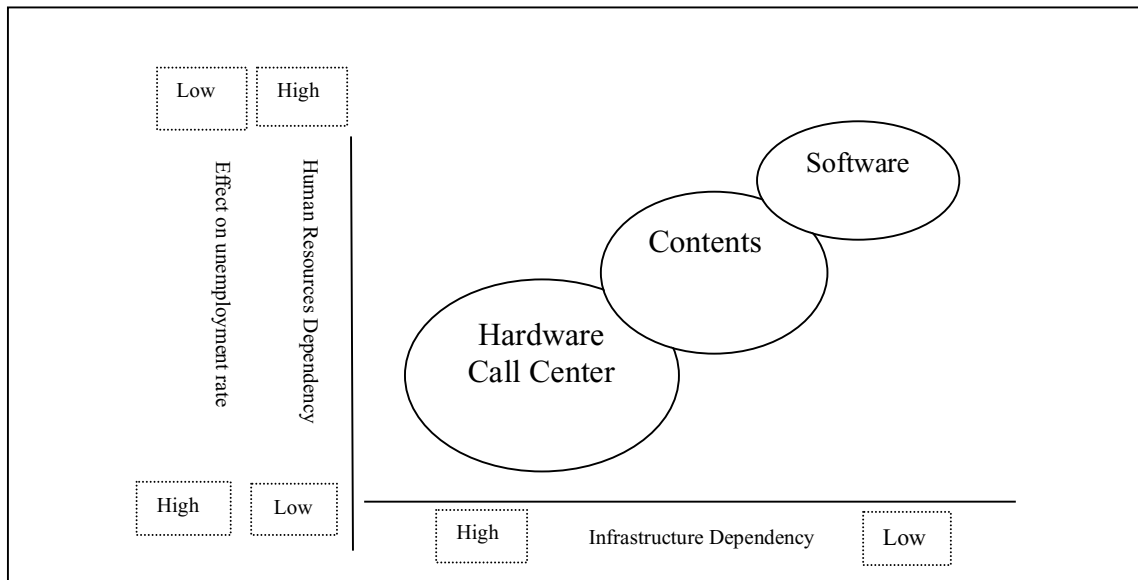 Low
High
Software
Effect on unemployment rate
Human Resources Dependency
Contents
Hardware
Call Center
High
Low
High
Infrastructure Dependency
Low